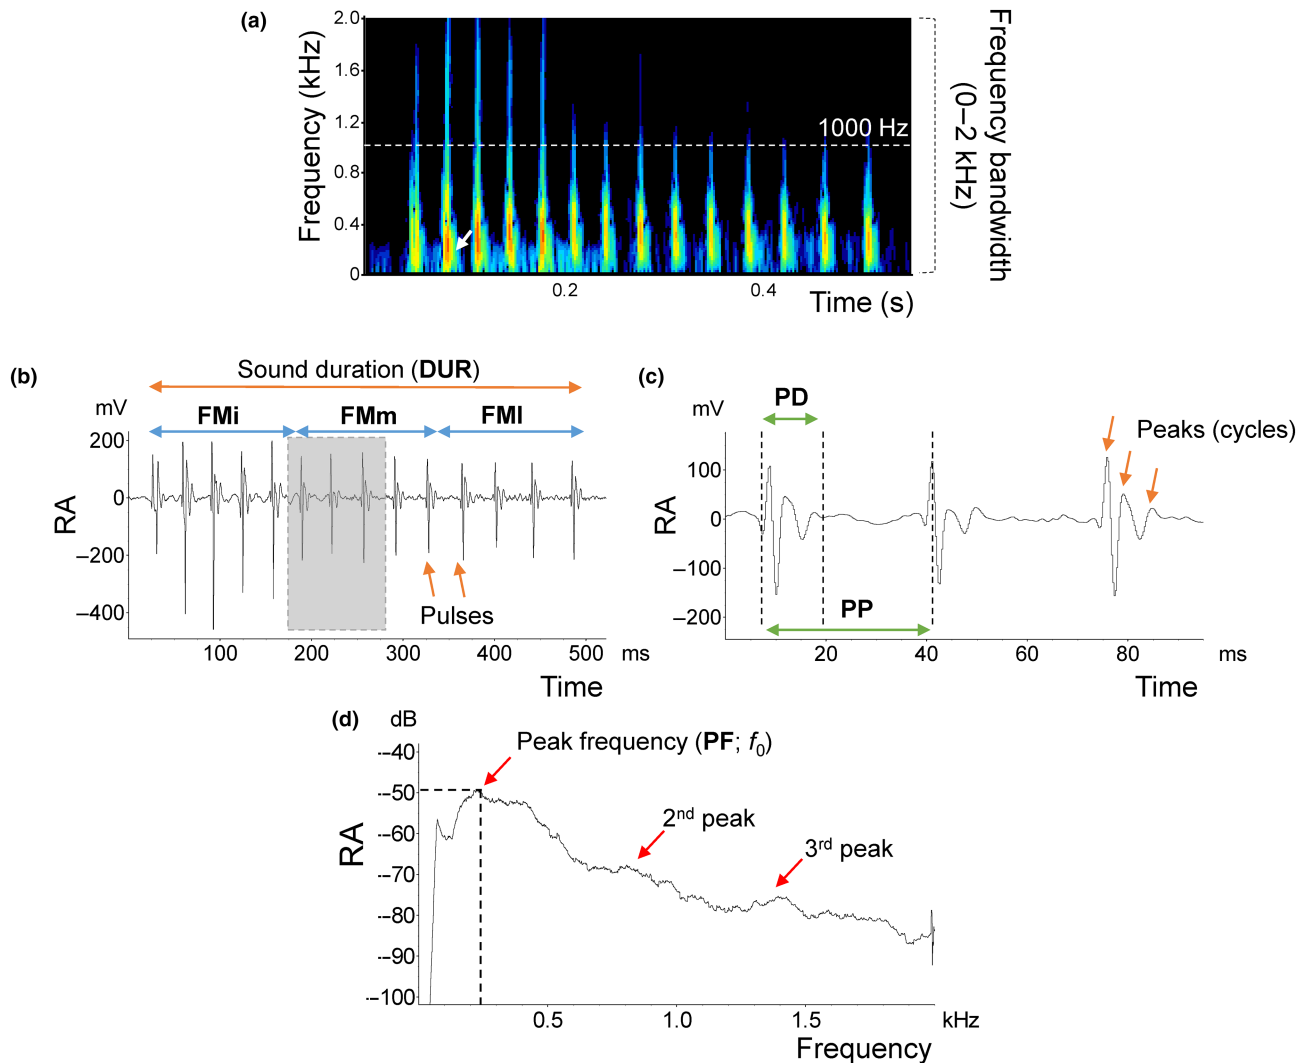 (a)
Frequency (kHz)
2.0
1.6
1.2
0.8
0.4
0
1000 Hz
0.2
0.4
Time (s)
Frequency bandwidth
(0–2 kHz)
(b)
Sound duration (DUR)
mV
FMi
FMm
FMl
RA
200
0
–200
–400
Pulses
100
200
300
400
500
ms
Time
(c)
PD
mV
Peaks (cycles)
RA
100
0
–100
–200
PP
20
40
60
80
ms
Time
(d)
dB
Peak frequency (PF; f0)
RA
-–40
-–50
-–60
-–70
-–80
-–90
-–100
2nd peak
3rd peak
0.5
1.0
1.5
kHz
Frequency